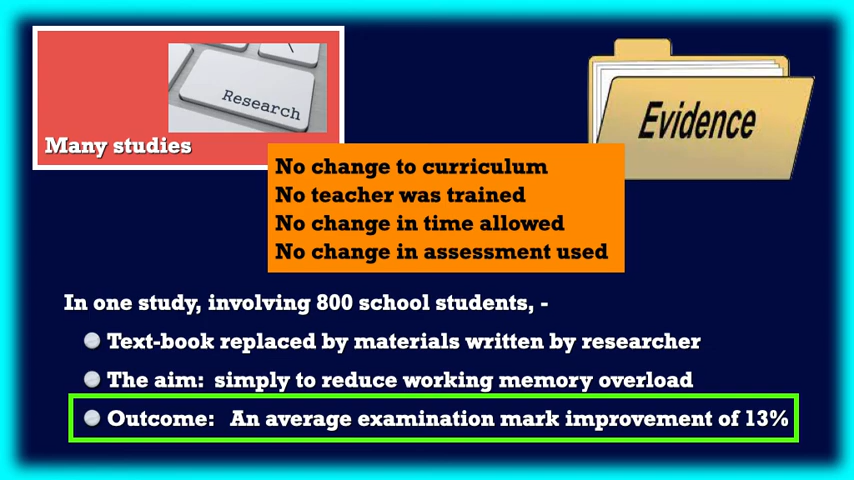 Research
Many studies
Evidence
No change to curriculum
No teacher was trained
No change in time allowed
No change in assessment used
In one study, involving 800 school students, -
Text-book replaced by materials written by researcher
The aim: simply to reduce working memory overload
Outcome: An average examination mark improvement of 13%